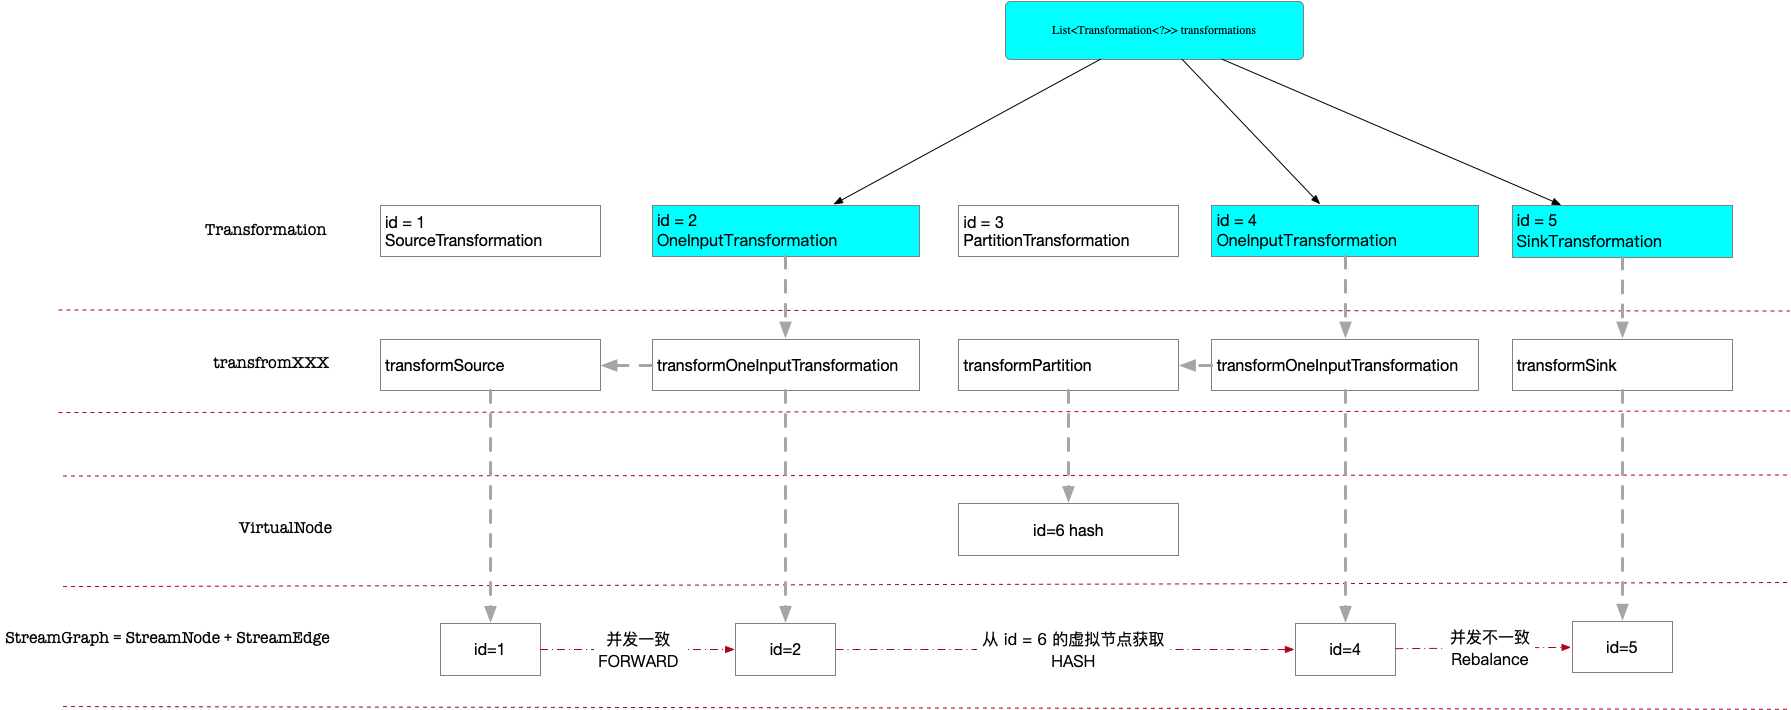 List<Transformation<?>> transformations
Transformation
id = 1
SourceTransformation
id = 2
OneInputTransformation
id = 3
PartitionTransformation
id = 4
OneInputTransformation
id = 5
SinkTransformation
transfromXXX
transformSource
transformOneInputTransformation
transformPartition
transformOneInputTransformation
transformSink
VirtualNode
id=6 hash
StreamGraph = StreamNode + StreamEdge
id=1
并发一致
FORWARD
id=2
从 id = 6 的虚拟节点获取
HASH
id=4
并发不一致
Rebalance
id=5